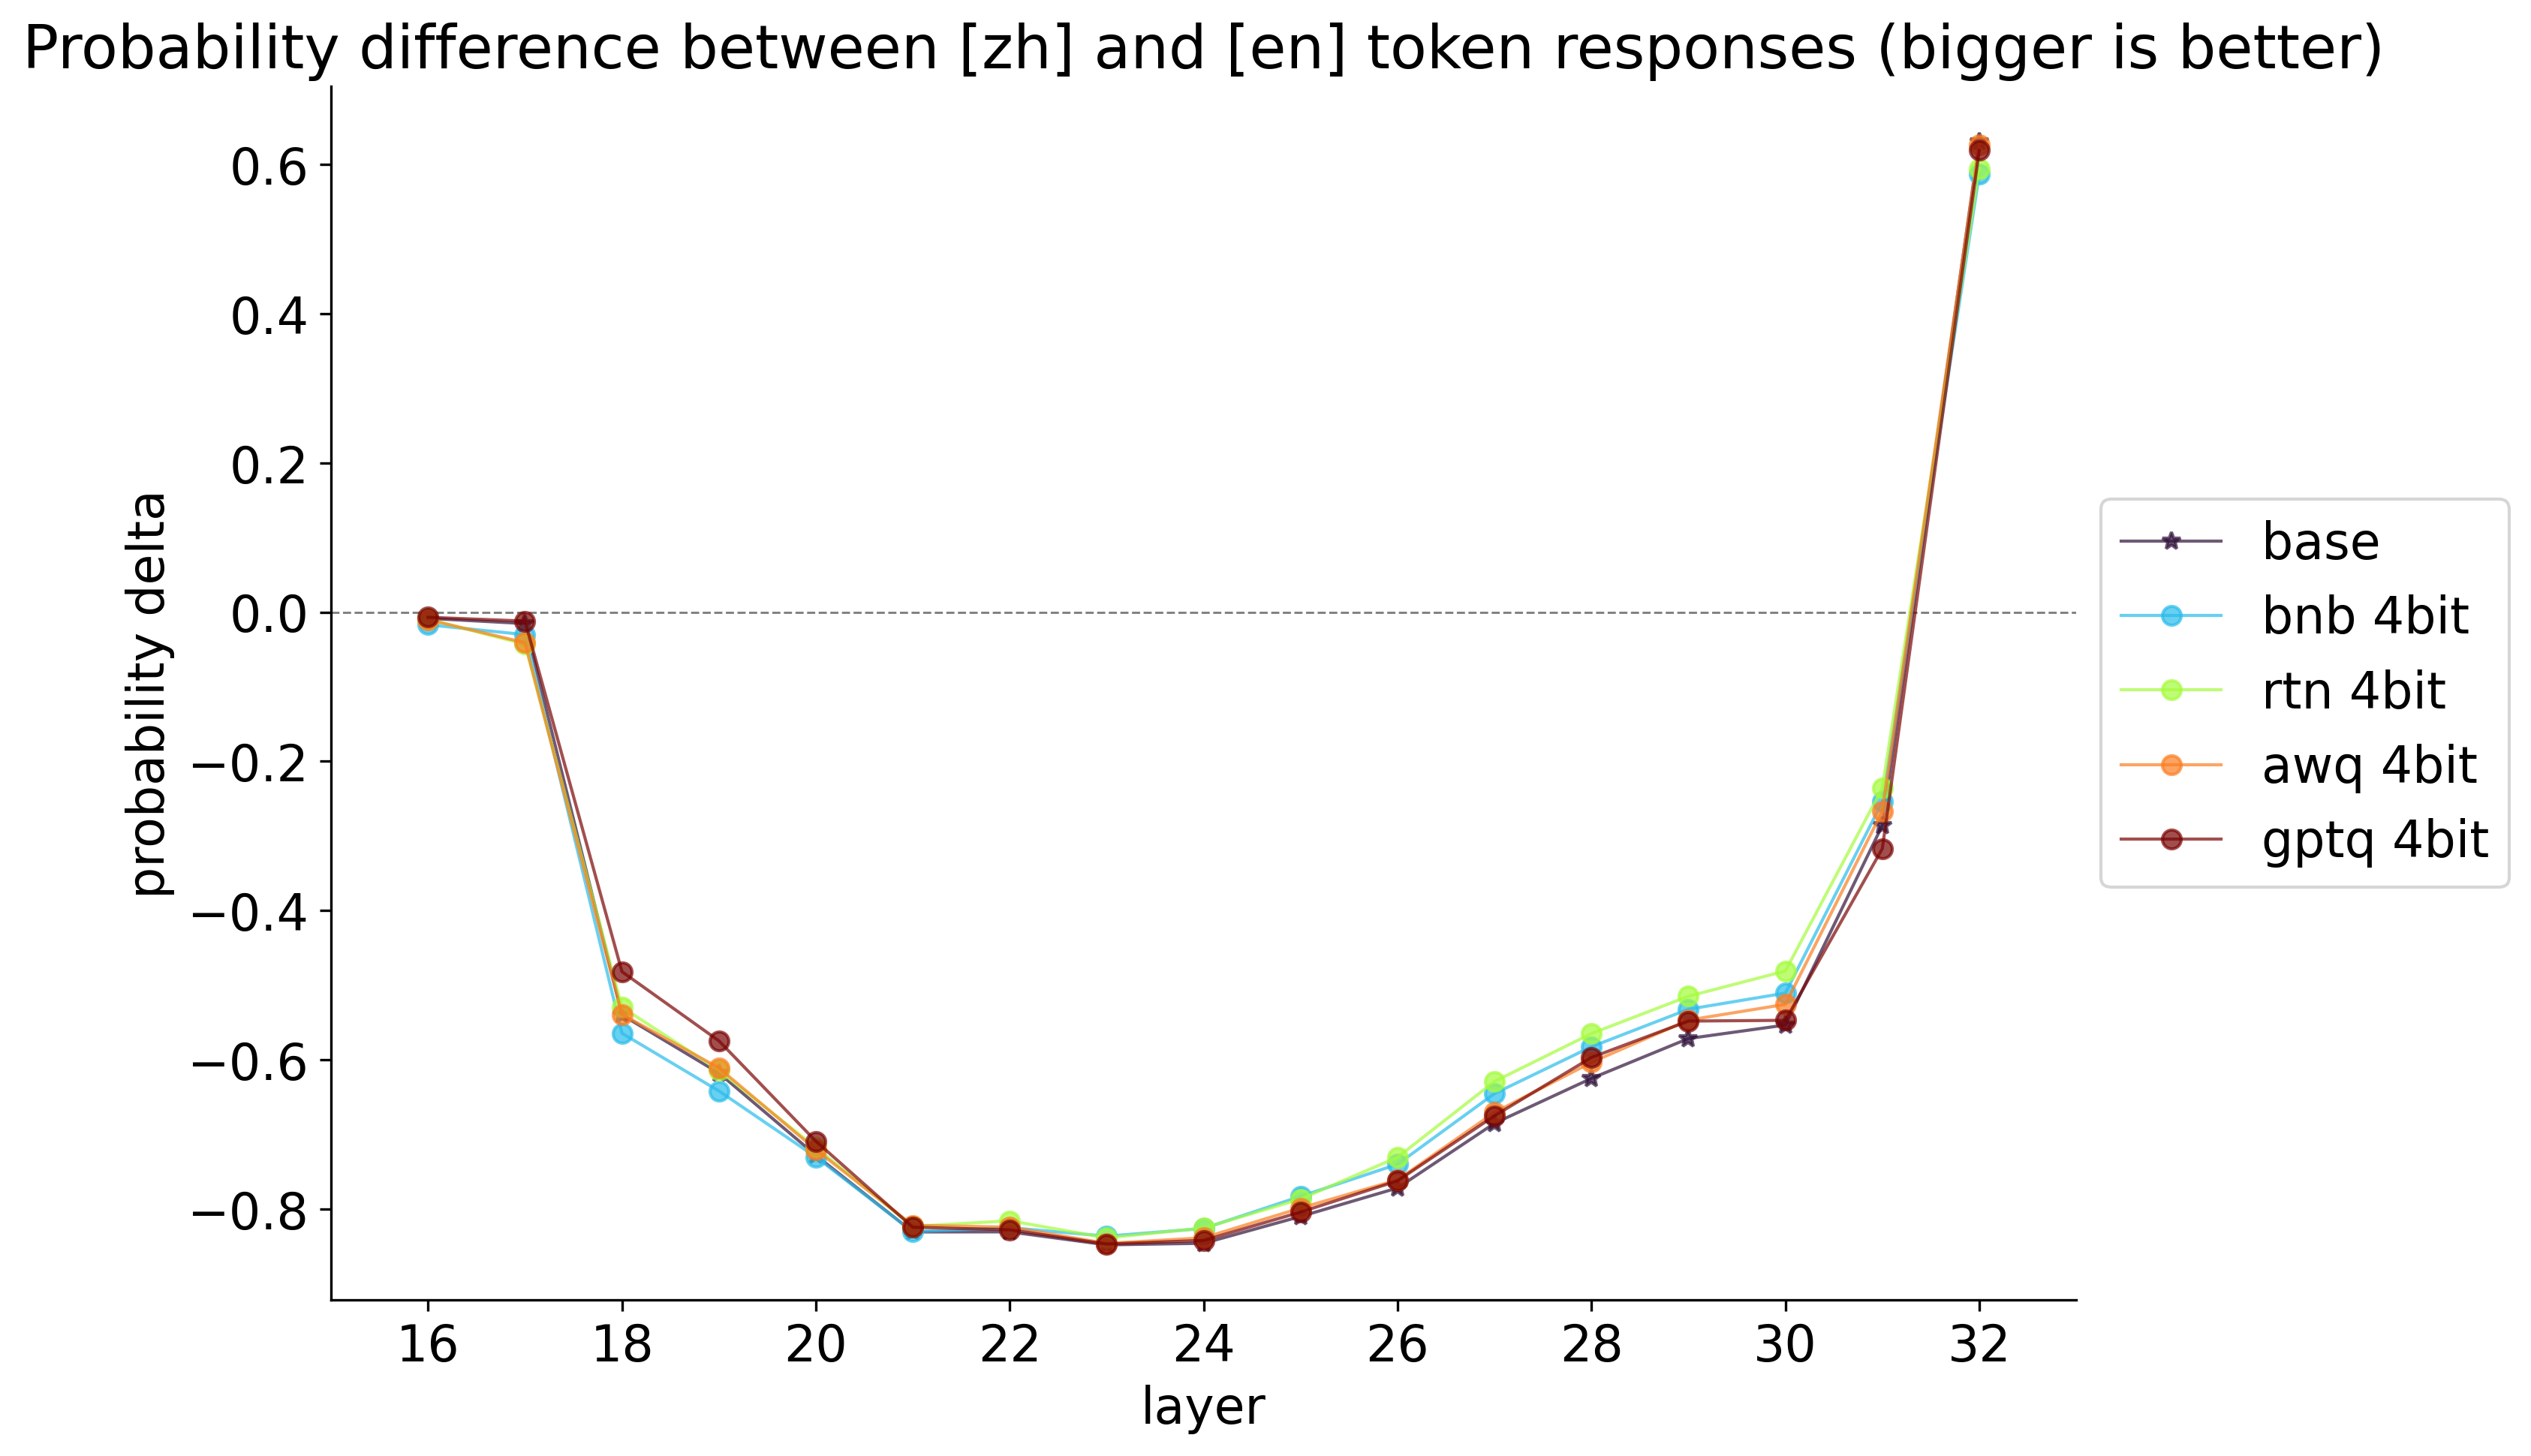 Probability difference between [zh] and [en] token responses (bigger is better)
probability delta
0.6
0.4
0.2
0.0
−0.2
−0.4
−0.6
−0.8
16 18 20 22 24 26 28 30 32
layer
base
bnb 4bit
rtn 4bit
awq 4bit
gptq 4bit